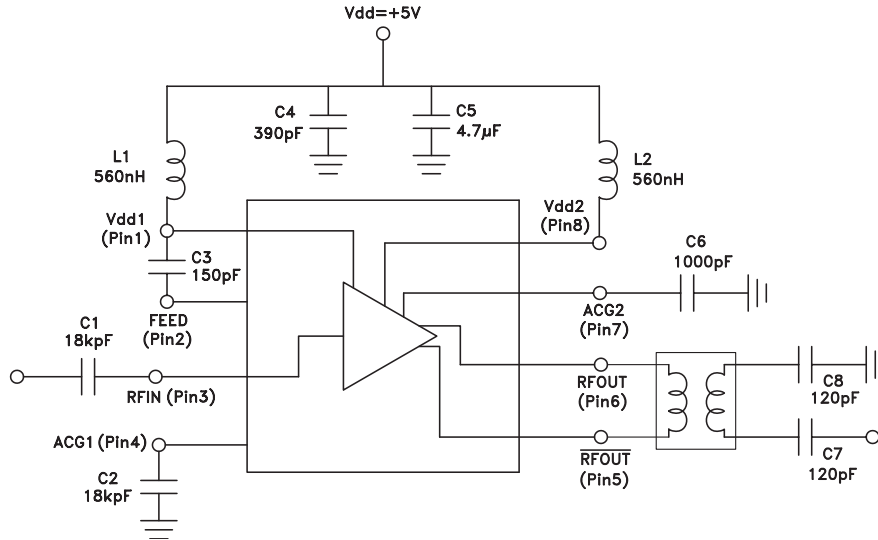 Vdd=+5V
C4
390pF
C5
4.7µF
L1
560nH
L2
560nH
Vdd1
(Pin1)
Vdd2
(Pin8)
C3
150pF
C6
1000pF
FEED
(Pin2)
ACG2
(Pin7)
C1
18kpF
RFIN (Pin3)
RFOUT
(Pin6)
C8
120pF
ACG1 (Pin4)
RFOUT
(Pin5)
C7
120pF
C2
18kpF